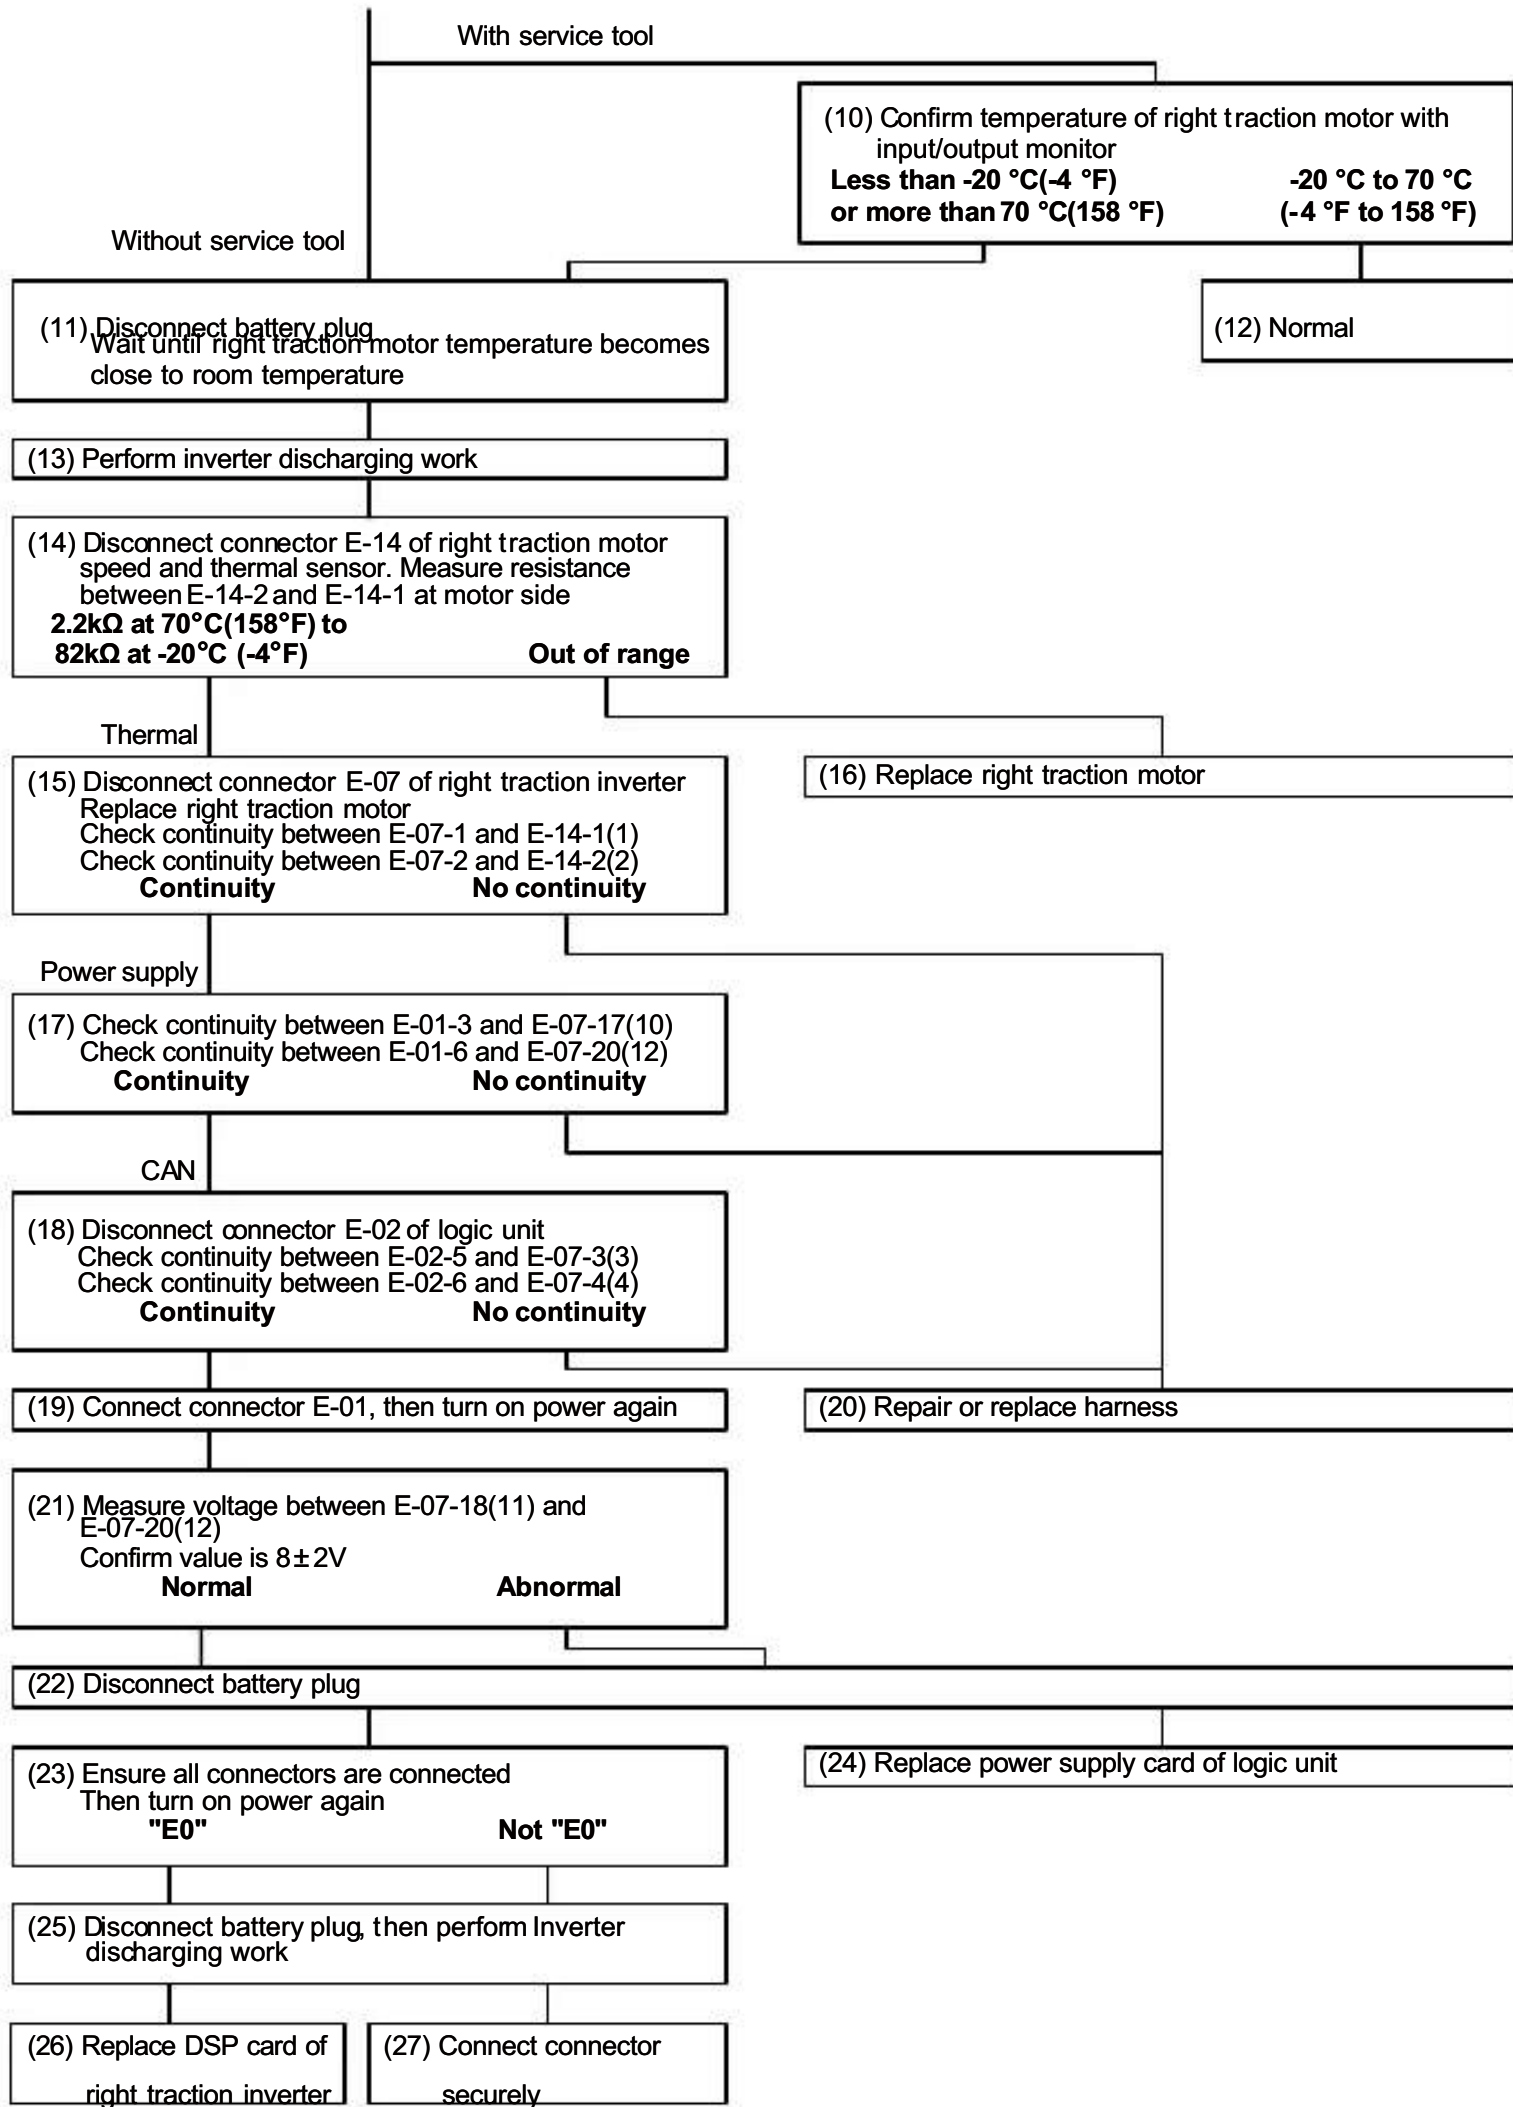 With service tool
(10) Confirm temperature of right traction motor with
input/output monitor
Less than -20 °C(-4 °F) -20 °C to 70 °C
or more than 70 °C(158 °F) (-4 °F to 158 °F)
Without service tool
(11) Disconnect battery plug
Wait until right traction motor temperature becomes
close to room temperature
(12) Normal
(13) Perform inverter discharging work
(14) Disconnect connector E-14 of right traction motor
speed and thermal sensor. Measure resistance
between E-14-2 and E-14-1 at motor side
2.2kΩ at 70°C(158°F) to
82kΩ at -20°C (-4°F) Out of range
Thermal
(15) Disconnect connector E-07 of right traction inverter
Replace right traction motor
Check continuity between E-07-1 and E-14-1(1)
Check continuity between E-07-2 and E-14-2(2)
Continuity No continuity
(16) Replace right traction motor
Power supply
(17) Check continuity between E-01-3 and E-07-17(10)
Check continuity between E-01-6 and E-07-20(12)
Continuity No continuity
CAN
(18) Disconnect connector E-02 of logic unit
Check continuity between E-02-5 and E-07-3(3)
Check continuity between E-02-6 and E-07-4(4)
Continuity No continuity
(19) Connect connector E-01, then turn on power again
(20) Repair or replace harness
(21) Measure voltage between E-07-18(11) and
E-07-20(12)
Confirm value is 8±2V
Normal Abnormal
(22) Disconnect battery plug
(23) Ensure all connectors are connected
Then turn on power again
"E0" Not "E0"
(24) Replace power supply card of logic unit
(25) Disconnect battery plug, then perform Inverter
discharging work
(26) Replace DSP card of
right traction inverter
(27) Connect connector
securely